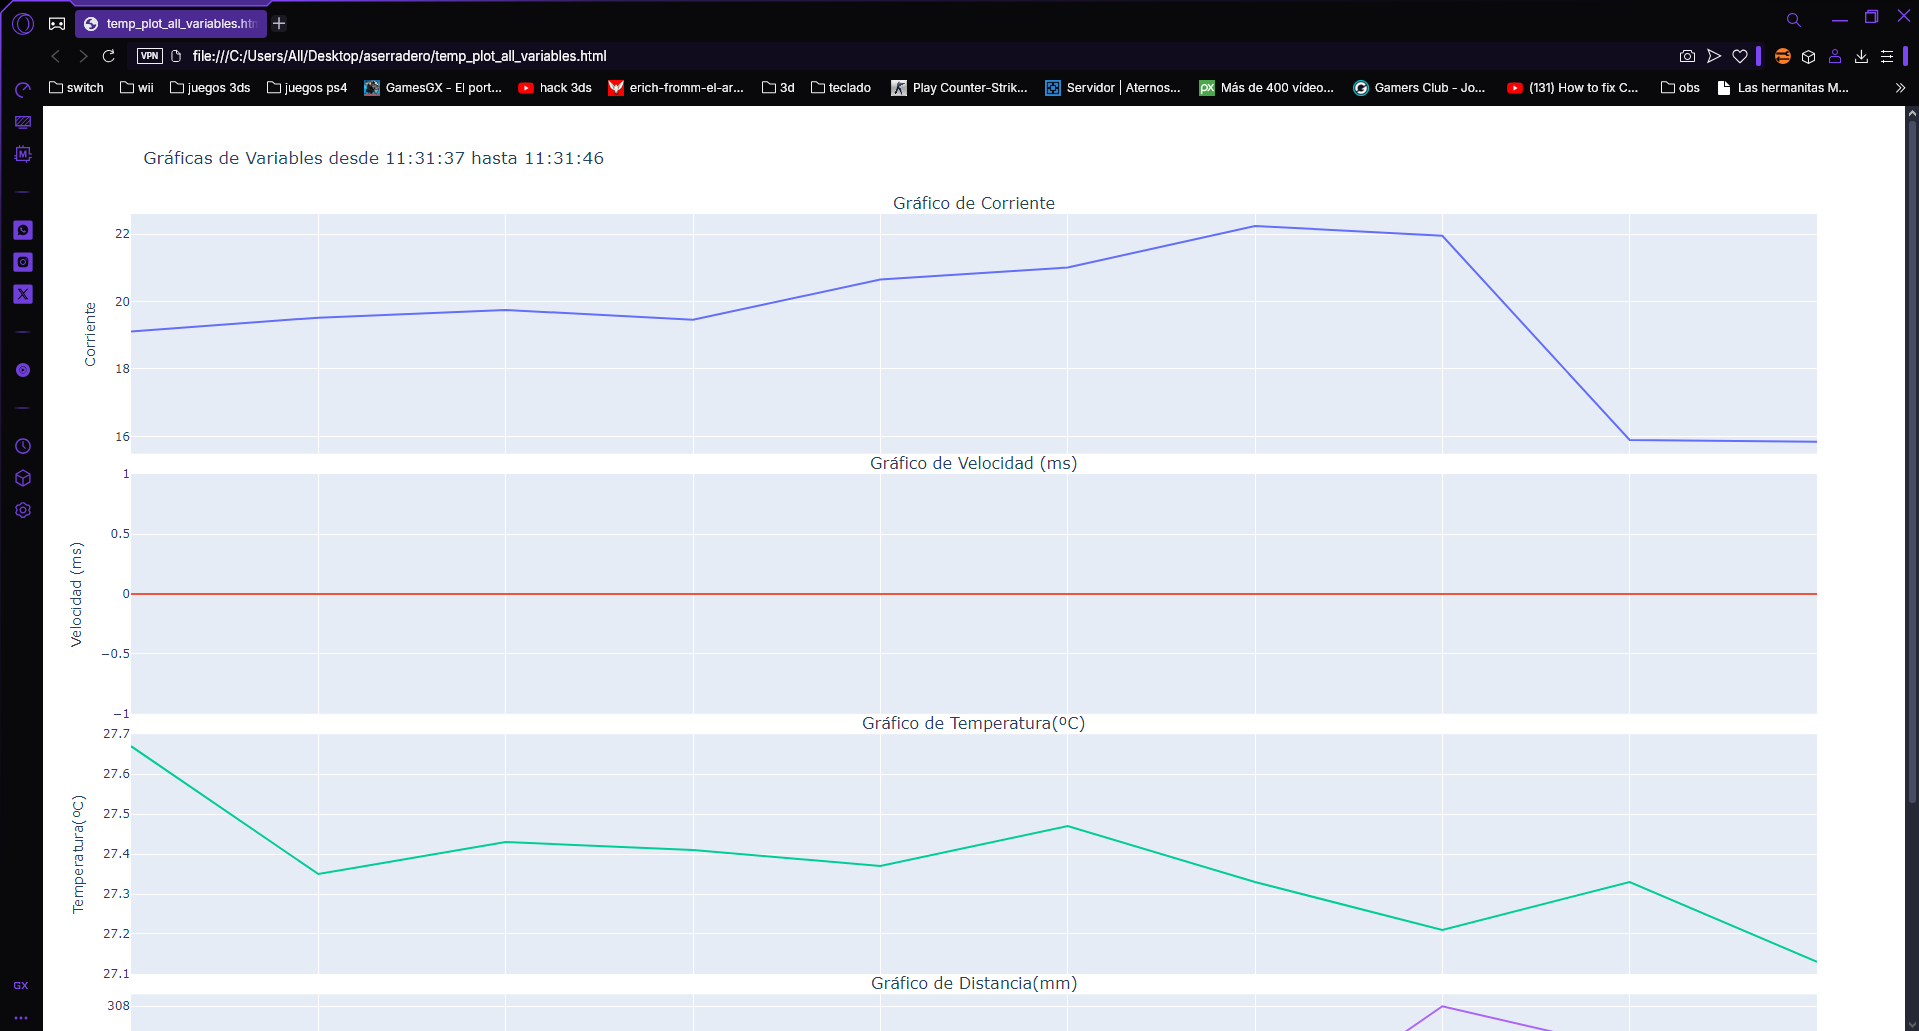 temp_plot_all_variables.htm
VPN file:///C:/Users/All/Desktop/aserradero/temp_plot_all_variables.html
switch wii juegos 3ds juegos ps4 GamesGX - El port... hack 3ds erich-fromm-el-ar... 3d teclado Play Counter-Strik... Servidor | Aternos... Más de 400 vídeo... Gamers Club - Jo... (131) How to fix C... obs Las hermanitas M...
Gráficas de Variables desde 11:31:37 hasta 11:31:46
Gráfico de Corriente
22
20
18
16
Corriente
Gráfico de Velocidad (ms)
1
0.5
0
−0.5
−1
Velocidad (ms)
Gráfico de Temperatura(ºC)
27.7
27.6
27.5
27.4
27.3
27.2
27.1
Temperatura(ºC)
Gráfico de Distancia(mm)
308
GX